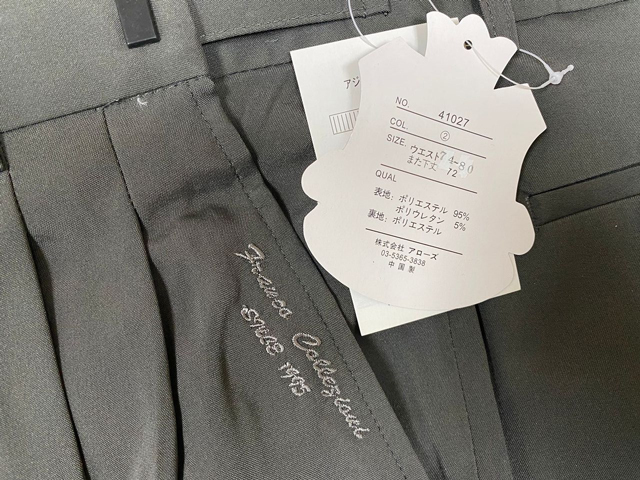 アジ
NO. 41027
COL. ②
SIZE. ウエスト74-80
また下丈 72
QUAL
表地: ポリエステル 95%
ポリウレタン 5%
裏地: ポリエステル
株式会社 アローズ
03-5365-3838
中国製
Franco Collezioni
SINCE 1995